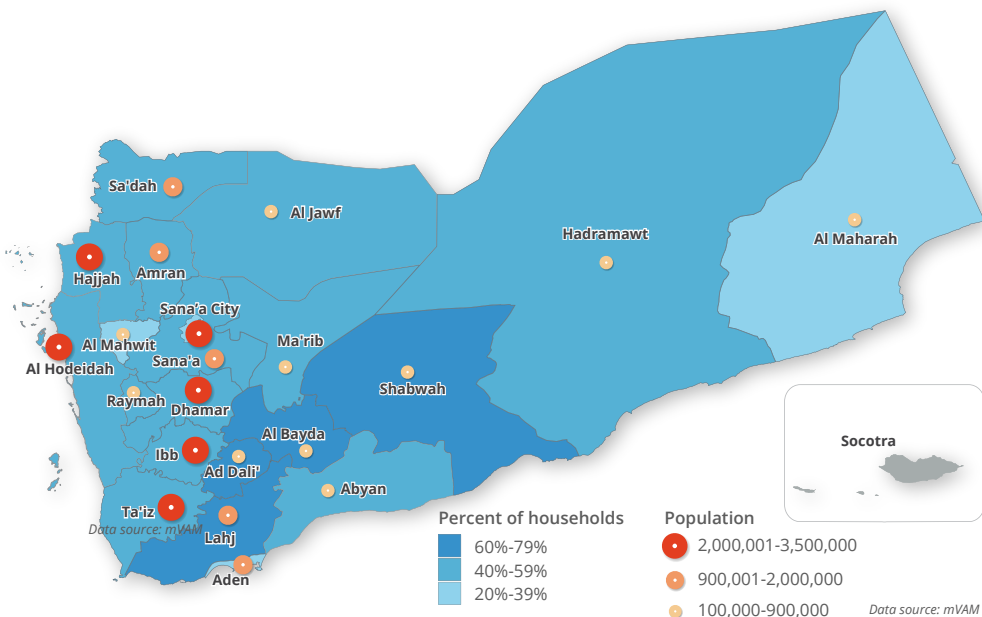 Sa'dah
Al Jawf
Hadramawt
Al Maharah
Hajjah
Amran
Sana'a City
Al Mahwit
Ma'rib
Sana'a
Al Hodeidah
Shabwah
Raymah
Dhamar
Al Bayda
Socotra
Ibb
Ad Dali'
Abyan
Ta'iz
Data source: mVAM
Lahj
Aden
Percent of households
60%-79%
40%-59%
20%-39%
Population
2,000,001-3,500,000
900,001-2,000,000
100,000-900,000
Data source: mVAM